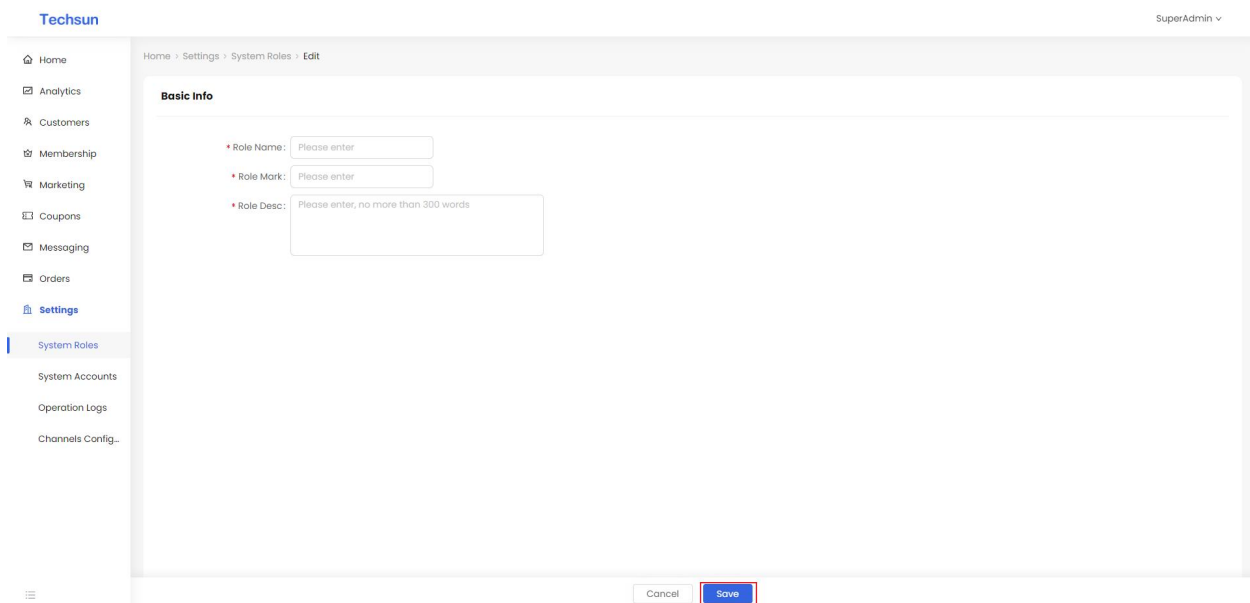 Techsun
SuperAdmin
Home
Analytics
Customers
Membership
Marketing
Coupons
Messaging
Orders
Settings
System Roles
System Accounts
Operation Logs
Channels Config...
Home > Settings > System Roles > Edit
Basic Info
* Role Name: Please enter
* Role Mark: Please enter
* Role Desc: Please enter, no more than 300 words
Cancel Save